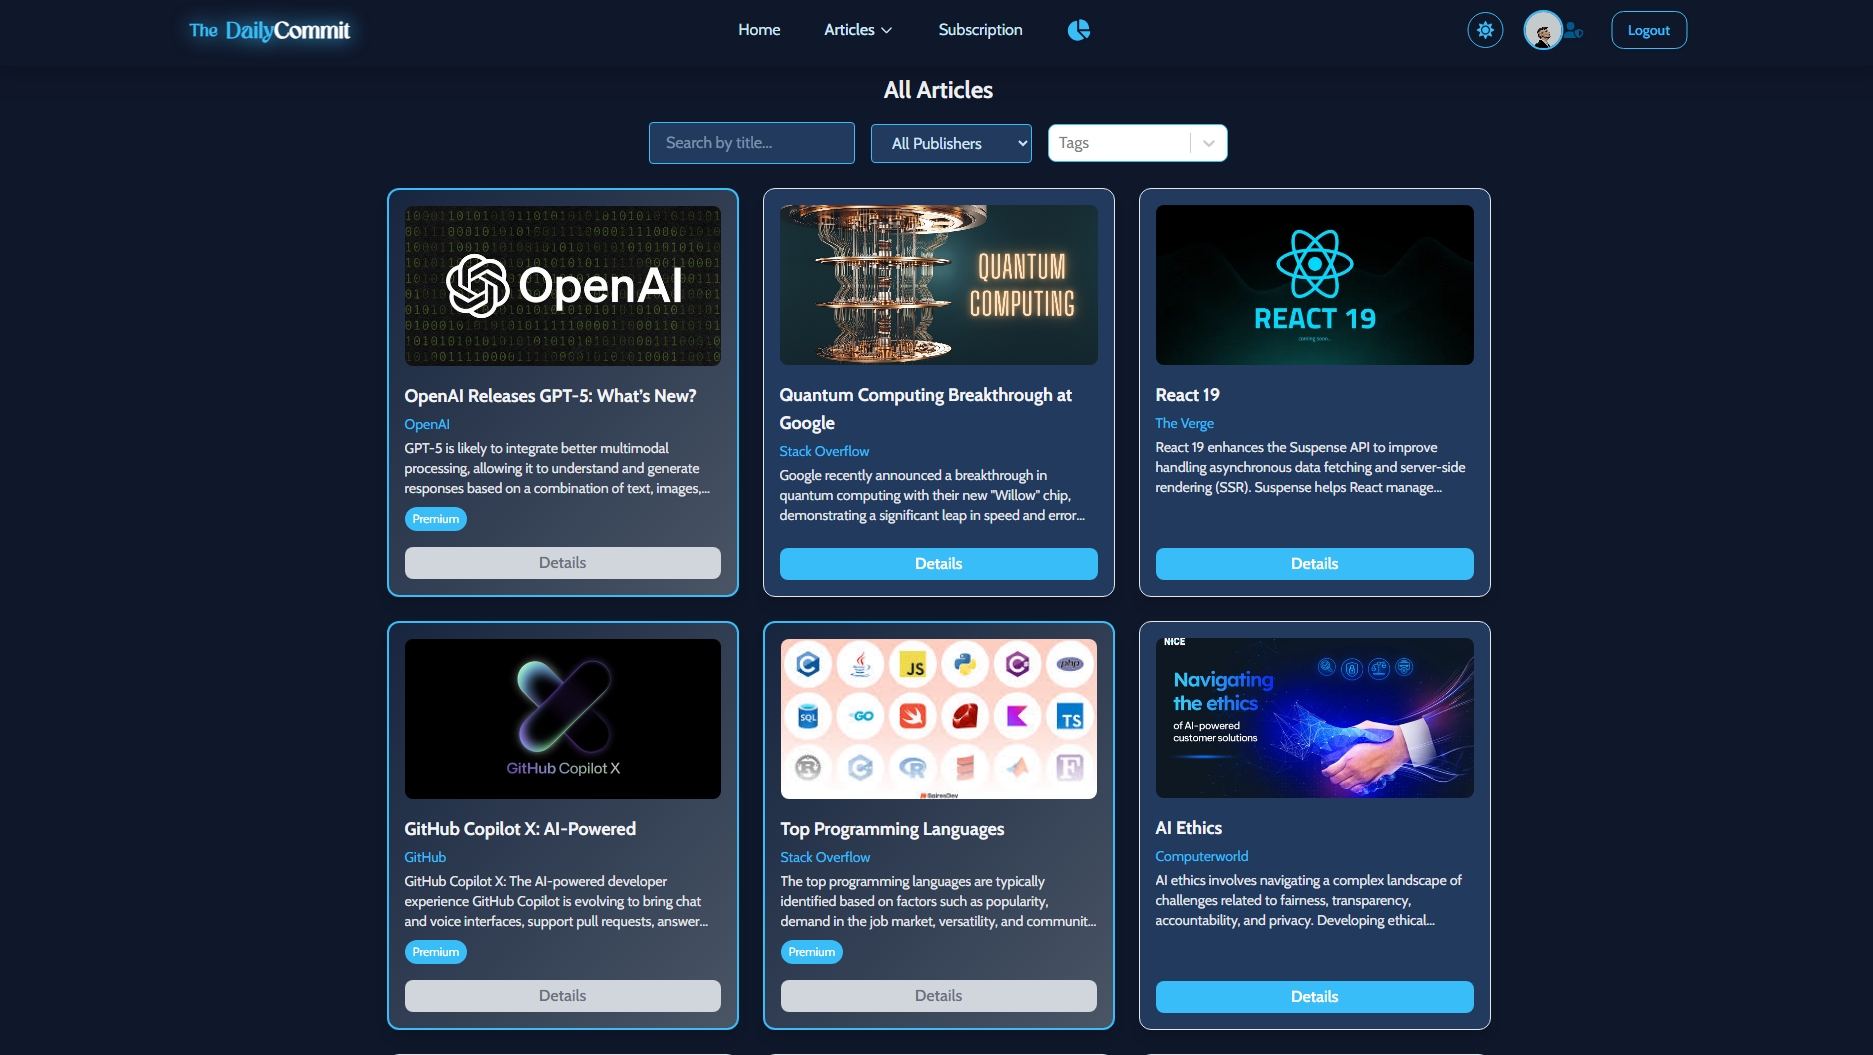 The DailyCommit
Home
Articles
Subscription
Logout
All Articles
Search by title...
All Publishers
Tags
OpenAI
OpenAI Releases GPT-5: What's New?
OpenAI
GPT-5 is likely to integrate better multimodal
processing, allowing it to understand and generate
responses based on a combination of text, images,...
Premium
Details
QUANTUM
COMPUTING
Quantum Computing Breakthrough at
Google
Stack Overflow
Google recently announced a breakthrough in
quantum computing with their new "Willow" chip,
demonstrating a significant leap in speed and error...
Details
REACT 19
coming soon...
React 19
The Verge
React 19 enhances the Suspense API to improve
handling asynchronous data fetching and server-side
rendering (SSR). Suspense helps React manage...
Details
GitHub Copilot X
GitHub Copilot X: AI-Powered
GitHub
GitHub Copilot X: The AI-powered developer
experience GitHub Copilot is evolving to bring chat
and voice interfaces, support pull requests, answer...
Premium
Details
C
JS
C
php
SQL
GO
TS
R
F
BairesDev
Top Programming Languages
Stack Overflow
The top programming languages are typically
identified based on factors such as popularity,
demand in the job market, versatility, and communit...
Premium
Details
NICE
Navigating
the ethics
of AI-powered
customer solutions
AI Ethics
Computerworld
AI ethics involves navigating a complex landscape of
challenges related to fairness, transparency,
accountability, and privacy. Developing ethical...
Details